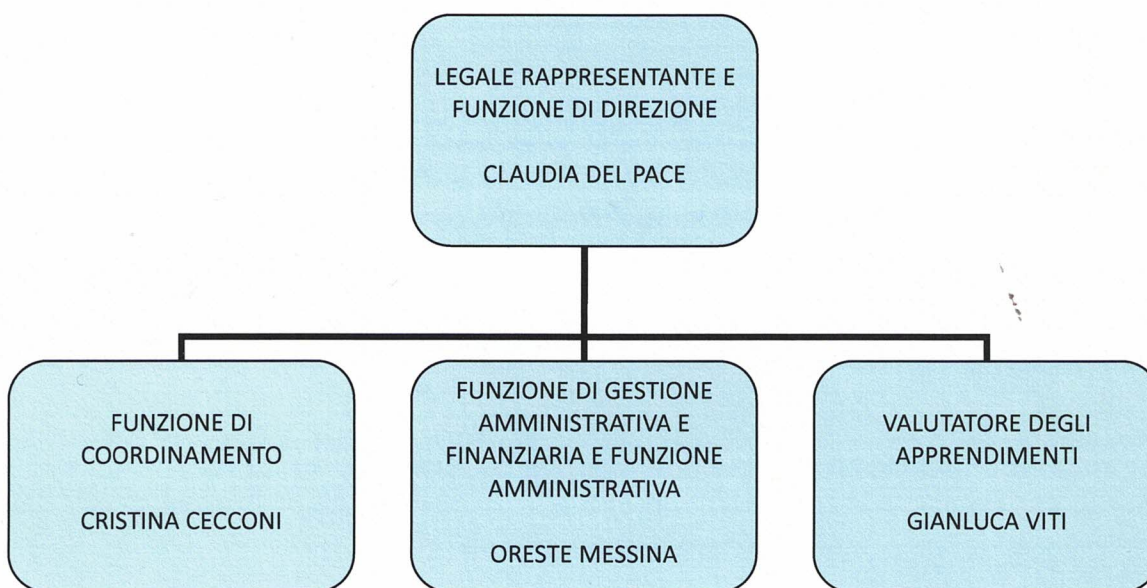 LEGALE RAPPRESENTANTE E
FUNZIONE DI DIREZIONE
CLAUDIA DEL PACE
FUNZIONE DI
COORDINAMENTO
CRISTINA CECCONI
FUNZIONE DI GESTIONE
AMMINISTRATIVA E
FINANZIARIA E FUNZIONE
AMMINISTRATIVA
ORESTE MESSINA
VALUTATORE DEGLI
APPRENDIMENTI
GIANLUCA VITI